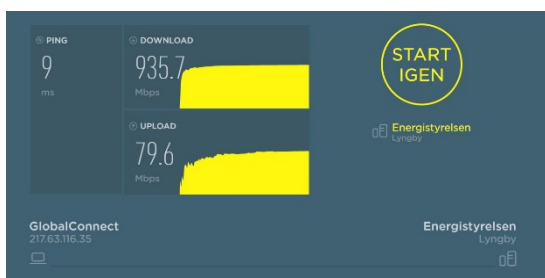 PING
9
ms
DOWNLOAD
935.7
Mbps
UPLOAD
79.6
Mbps
START
IGEN
Energistyrelsen
Lyngby
GlobalConnect
217.63.116.35
Energistyrelsen
Lyngby